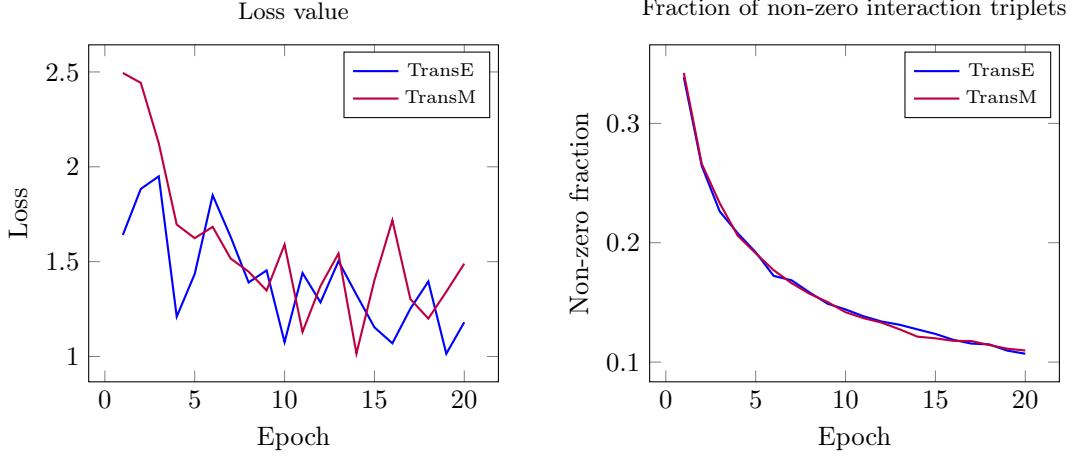 Loss value
2.5
2
1.5
1
0
5
10
15
20
Loss
Epoch
TransE
TransM
Fraction of non-zero interaction triplets
0.3
0.2
0.1
0
5
10
15
20
Non-zero fraction
Epoch
TransE
TransM